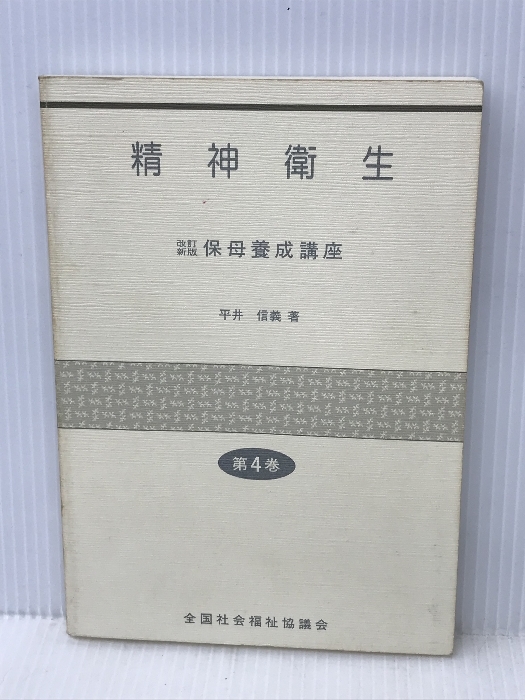 精神衛生
改訂新版 保母養成講座
平井 信義 著
第4巻
全国社会福祉協議会